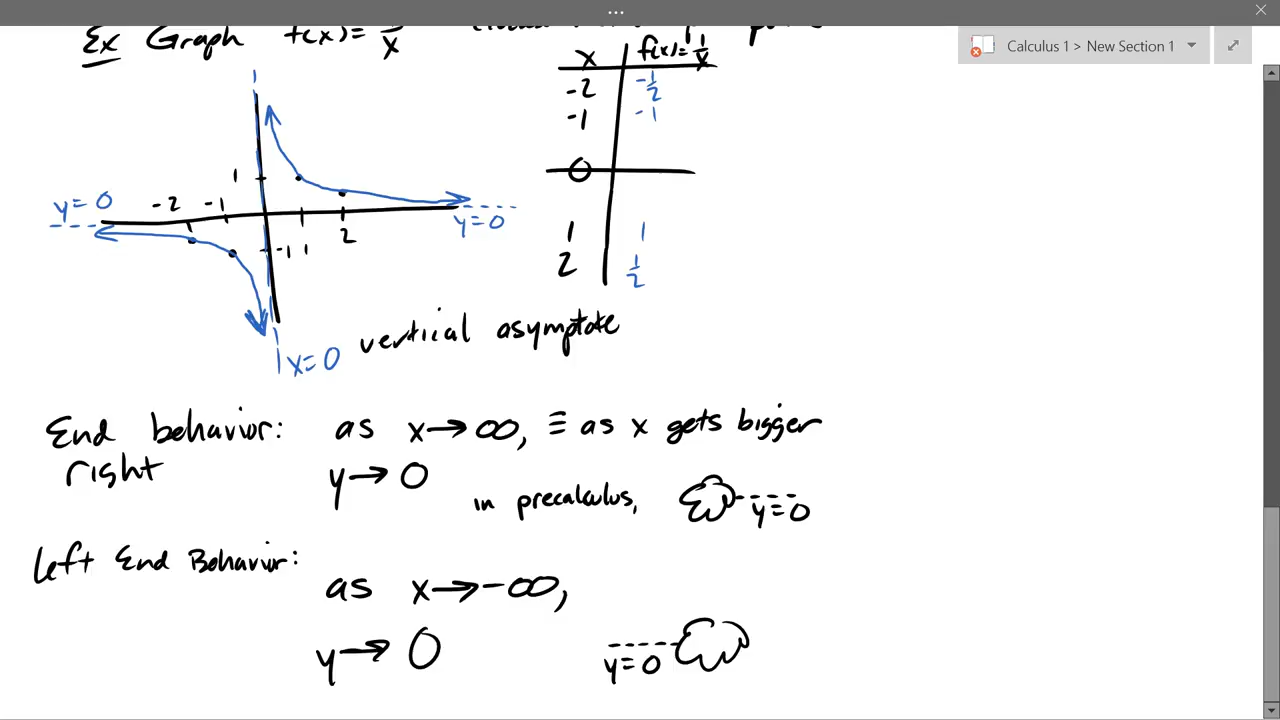 Calculus 1 > New Section 1
Ex Graph f(x)= 1/x
x | f(x)= 1/x
-2 | -1/2
-1 | -1
0
1 | 1
2 | 1/2
1
y=0 -2 -1
y=0
-1 1 2
x=0 vertical asymptote
End behavior: as x→∞, ≡ as x gets bigger
right y→0
in precalculus, y=0
Left End Behavior:
as x→-∞,
y→0
y=0